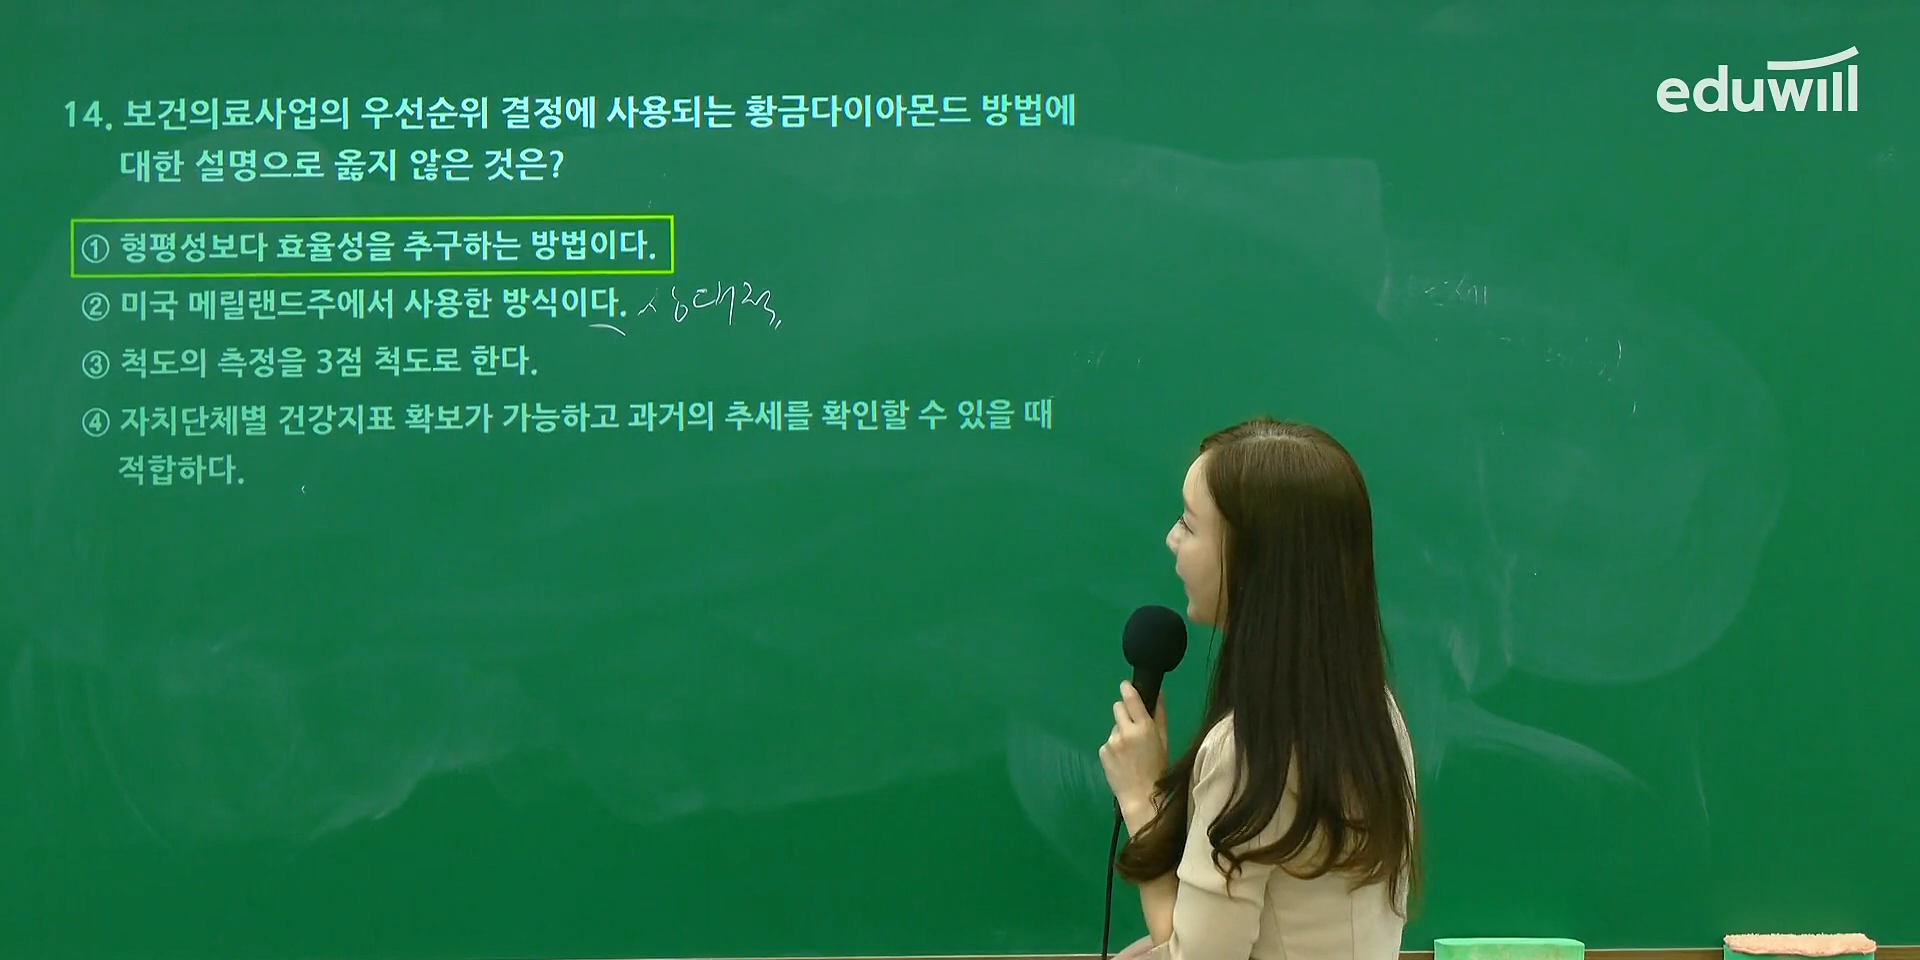 eduwill
14. 보건의료사업의 우선순위 결정에 사용되는 황금다이아몬드 방법에
대한 설명으로 옳지 않은 것은?
① 형평성보다 효율성을 추구하는 방법이다.
② 미국 메릴랜드주에서 사용한 방식이다. 상대적
③ 척도의 측정을 3점 척도로 한다.
④ 자치단체별 건강지표 확보가 가능하고 과거의 추세를 확인할 수 있을 때
적합하다.